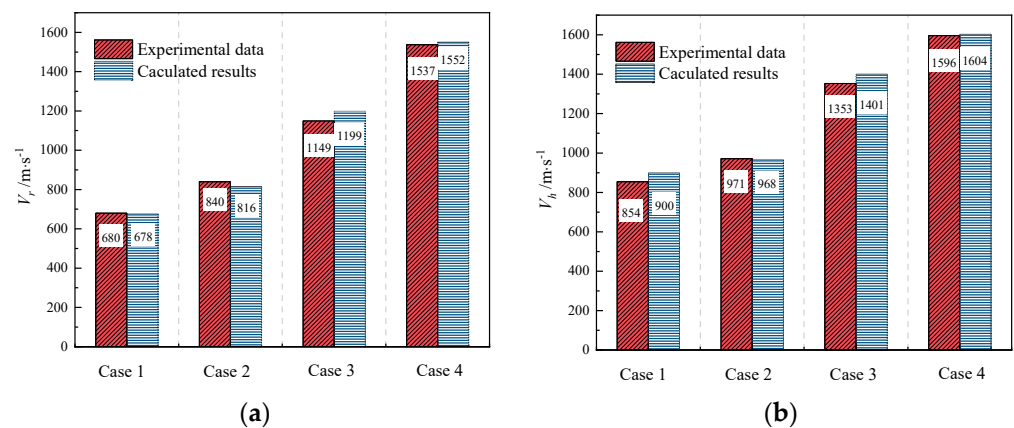 1600
1400
1200
1000
800
600
400
200
0
V_r /m·s⁻¹
Experimental data
Caculated results
680 678
840 816
1149 1199
1537 1552
Case 1 Case 2 Case 3 Case 4
(a)
1600
1400
1200
1000
800
600
400
200
0
V_h /m·s⁻¹
Experimental data
Caculated results
854 900
971 968
1353 1401
1596 1604
Case 1 Case 2 Case 3 Case 4
(b)